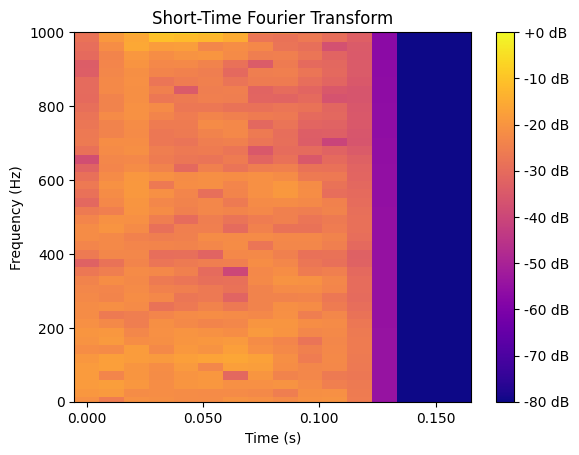 Short-Time Fourier Transform
1000
800
600
400
200
0
Frequency (Hz)
0.000
0.050
0.100
0.150
Time (s)
+0 dB
-10 dB
-20 dB
-30 dB
-40 dB
-50 dB
-60 dB
-70 dB
-80 dB